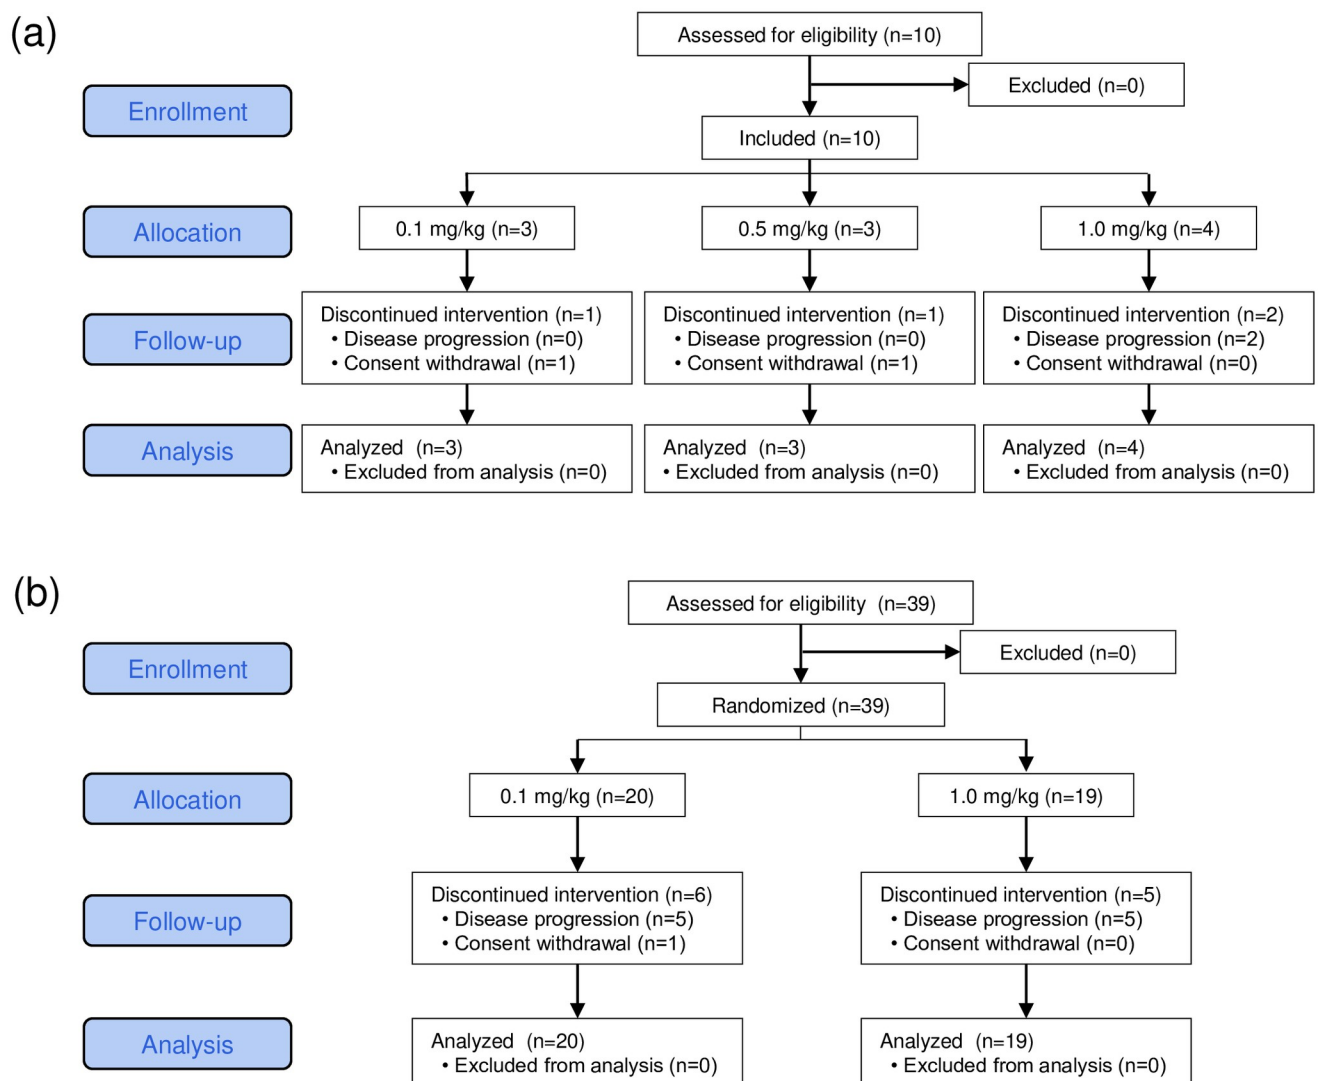 (a)
Assessed for eligibility (n=10)
Excluded (n=0)
Enrollment
Included (n=10)
Allocation
0.1 mg/kg (n=3)
0.5 mg/kg (n=3)
1.0 mg/kg (n=4)
Follow-up
Discontinued intervention (n=1)
• Disease progression (n=0)
• Consent withdrawal (n=1)
Discontinued intervention (n=1)
• Disease progression (n=0)
• Consent withdrawal (n=1)
Discontinued intervention (n=2)
• Disease progression (n=2)
• Consent withdrawal (n=0)
Analysis
Analyzed (n=3)
• Excluded from analysis (n=0)
Analyzed (n=3)
• Excluded from analysis (n=0)
Analyzed (n=4)
• Excluded from analysis (n=0)
(b)
Assessed for eligibility (n=39)
Excluded (n=0)
Enrollment
Randomized (n=39)
Allocation
0.1 mg/kg (n=20)
1.0 mg/kg (n=19)
Follow-up
Discontinued intervention (n=6)
• Disease progression (n=5)
• Consent withdrawal (n=1)
Discontinued intervention (n=5)
• Disease progression (n=5)
• Consent withdrawal (n=0)
Analysis
Analyzed (n=20)
• Excluded from analysis (n=0)
Analyzed (n=19)
• Excluded from analysis (n=0)